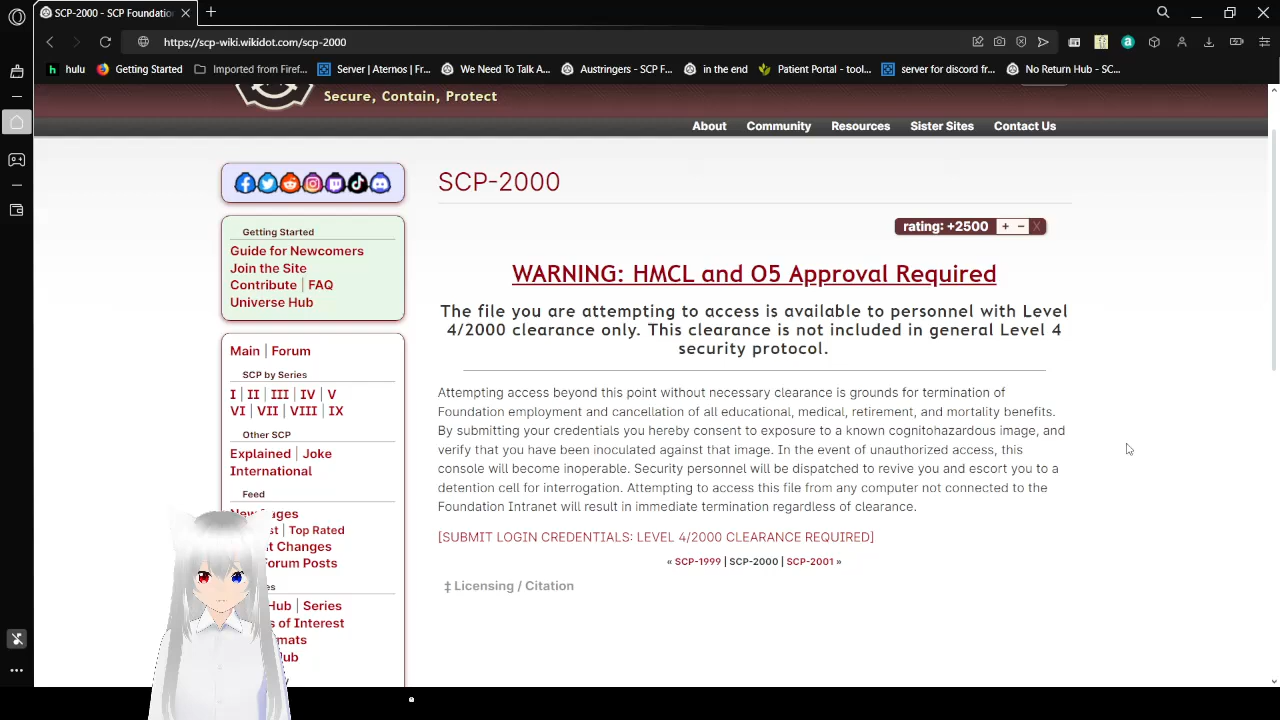 SCP-2000 - SCP Foundatio
https://scp-wiki.wikidot.com/scp-2000
hulu
Getting Started
Imported from Firef...
Server | Aternos | Fr...
We Need To Talk A...
Austringers - SCP F...
in the end
Patient Portal - tool...
server for discord fr...
No Return Hub - SC...
Secure, Contain, Protect
About
Community
Resources
Sister Sites
Contact Us
SCP-2000
rating: +2500 + − X
Getting Started
Guide for Newcomers
Join the Site
Contribute | FAQ
Universe Hub
Main | Forum
SCP by Series
I | II | III | IV | V
VI | VII | VIII | IX
Other SCP
Explained | Joke
International
Feed
New Pages
st | Top Rated
t Changes
Forum Posts
es
Hub | Series
s of Interest
mats
ub
WARNING: HMCL and O5 Approval Required
The file you are attempting to access is available to personnel with Level
4/2000 clearance only. This clearance is not included in general Level 4
security protocol.
Attempting access beyond this point without necessary clearance is grounds for termination of
Foundation employment and cancellation of all educational, medical, retirement, and mortality benefits.
By submitting your credentials you hereby consent to exposure to a known cognitohazardous image, and
verify that you have been inoculated against that image. In the event of unauthorized access, this
console will become inoperable. Security personnel will be dispatched to revive you and escort you to a
detention cell for interrogation. Attempting to access this file from any computer not connected to the
Foundation Intranet will result in immediate termination regardless of clearance.
[SUBMIT LOGIN CREDENTIALS: LEVEL 4/2000 CLEARANCE REQUIRED]
« SCP-1999 | SCP-2000 | SCP-2001 »
‡ Licensing / Citation